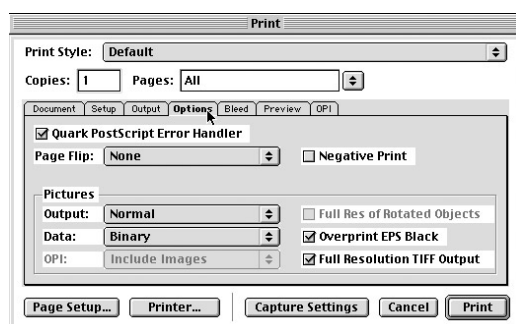 Print
Print Style: Default
Copies: 1 Pages: All
Document Setup Output Options Bleed Preview OPI
Quark PostScript Error Handler
Page Flip: None Negative Print
Pictures
Output: Normal Full Res of Rotated Objects
Data: Binary Overprint EPS Black
OPI: Include Images Full Resolution TIFF Output
Page Setup... Printer... Capture Settings Cancel Print